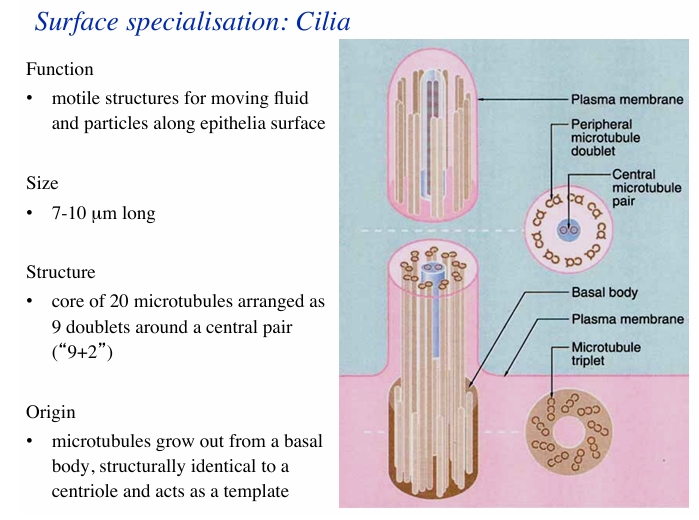 Surface specialisation: Cilia
Function
• motile structures for moving fluid
and particles along epithelia surface
Size
• 7-10 μm long
Structure
• core of 20 microtubules arranged as
9 doublets around a central pair
(“9+2”)
Origin
• microtubules grow out from a basal
body, structurally identical to a
centriole and acts as a template
Plasma membrane
Peripheral
microtubule
doublet
Central
microtubule
pair
Basal body
Plasma membrane
Microtubule
triplet